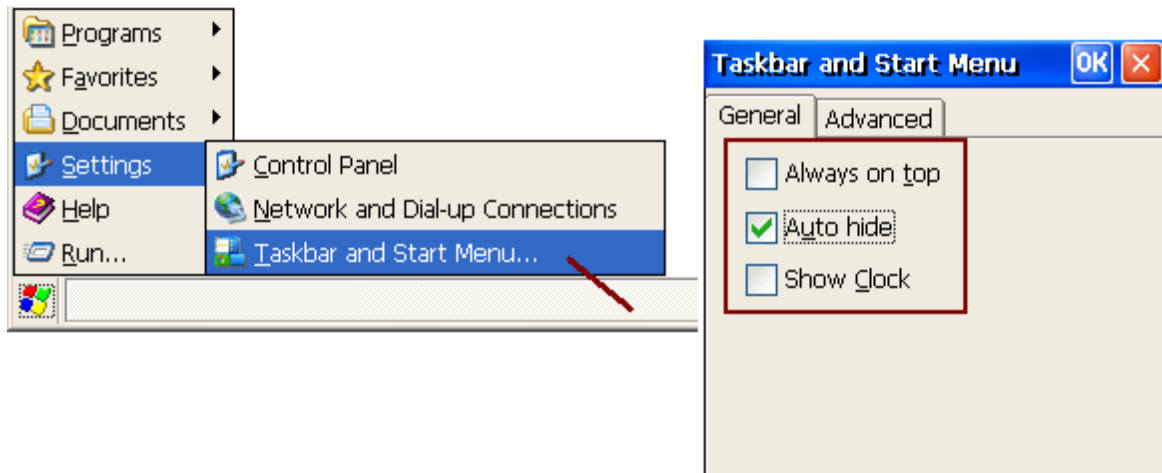 Programs
Favorites
Documents
Settings
Help
Run...
Control Panel
Network and Dial-up Connections
Taskbar and Start Menu...
Taskbar and Start Menu OK
General Advanced
Always on top
Auto hide
Show Clock